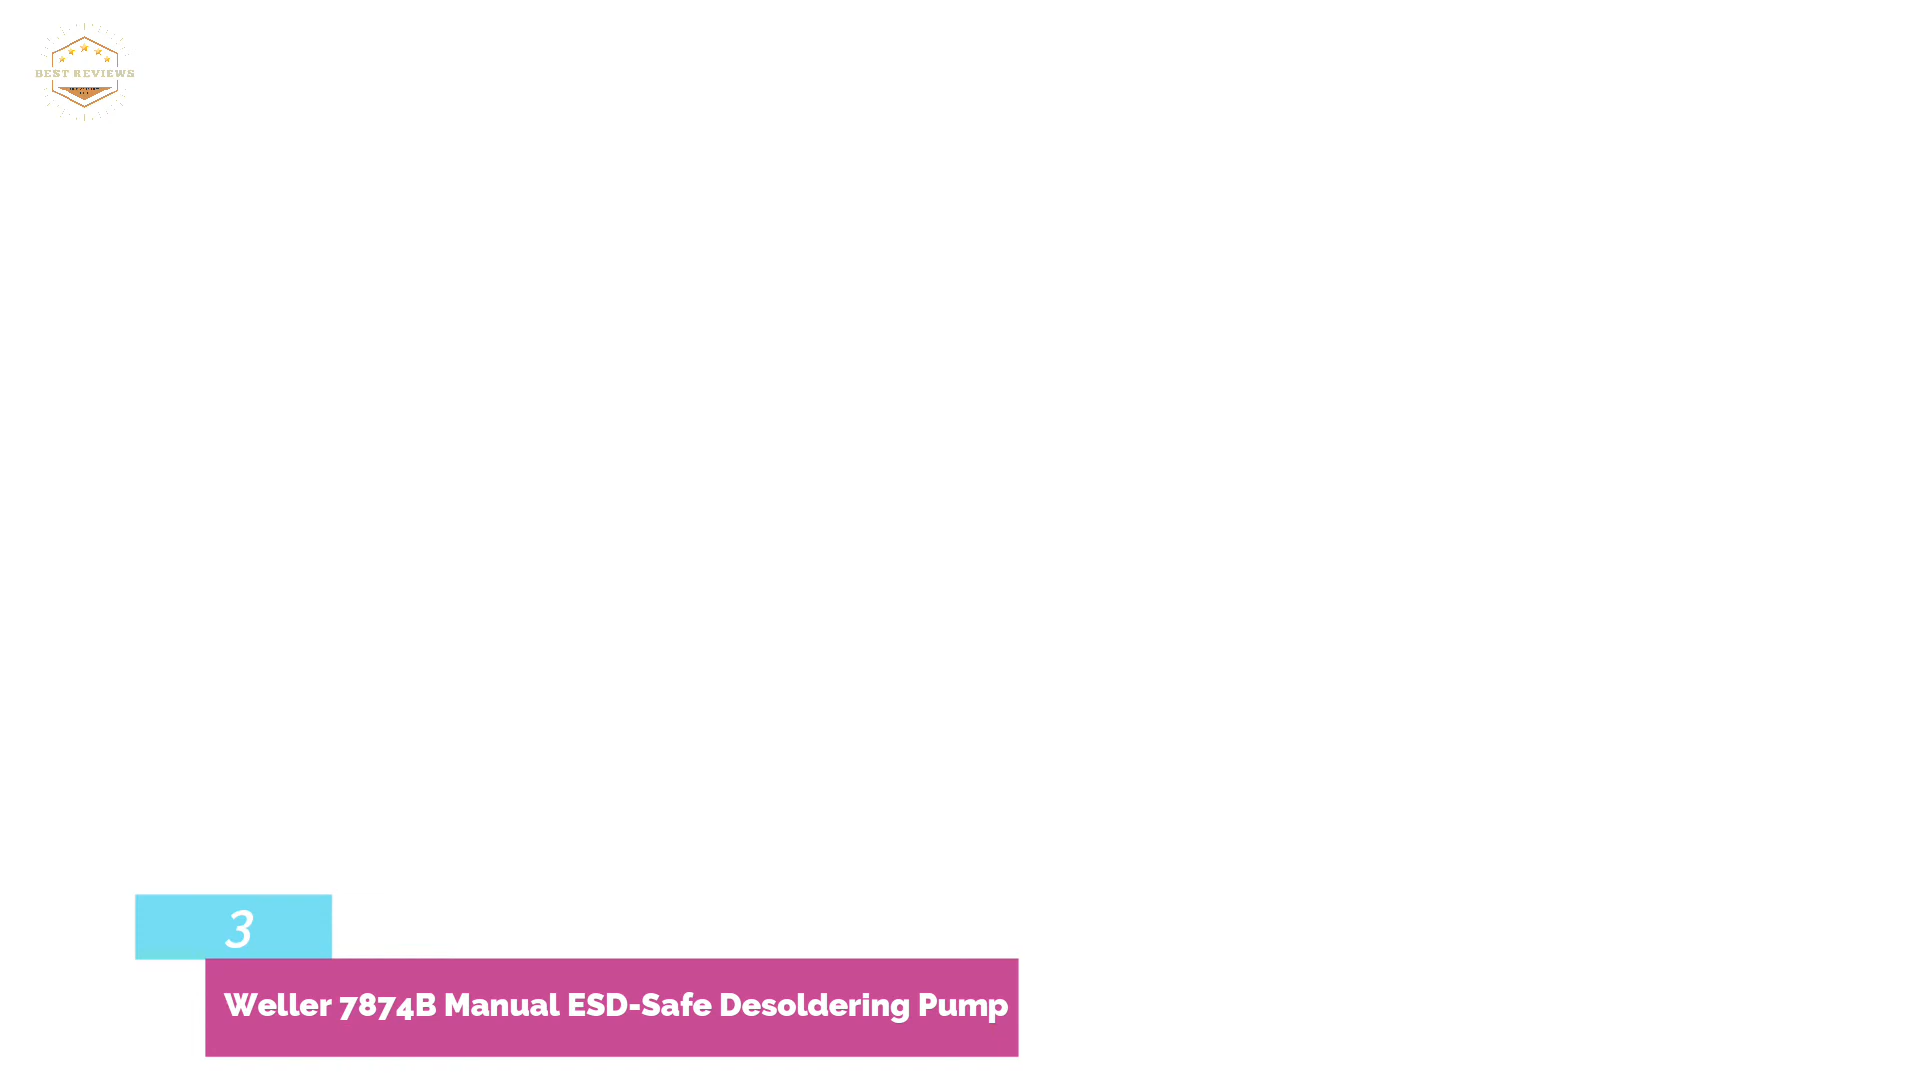 BEST REVIEWS
3
Weller 7874B Manual ESD-Safe Desoldering Pump